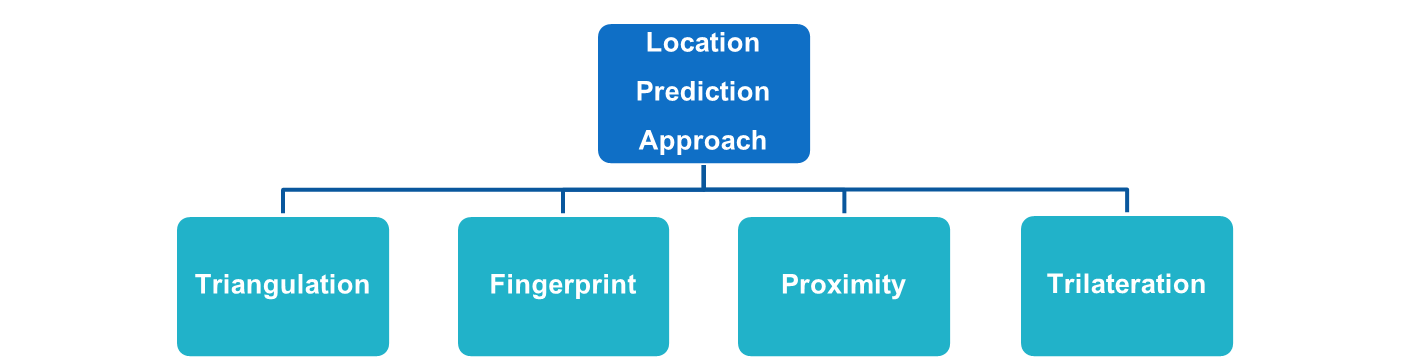 Location
Prediction
Approach
Triangulation
Fingerprint
Proximity
Trilateration